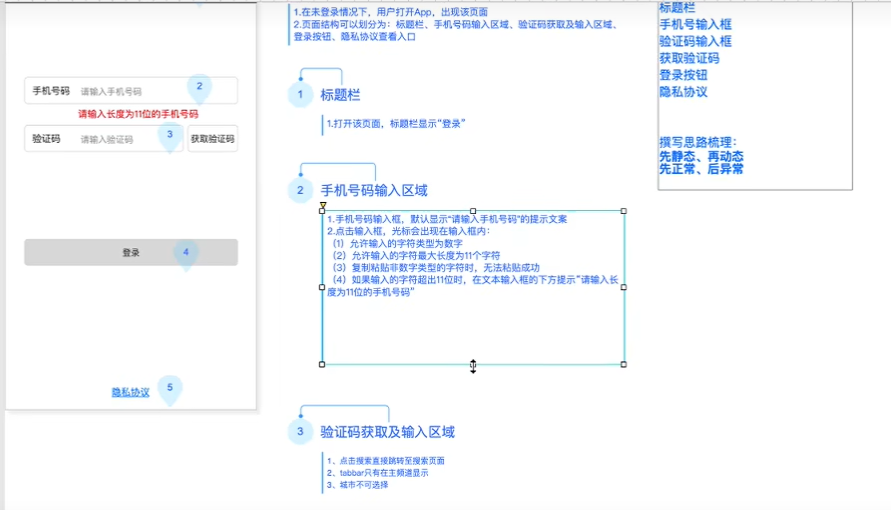 手机号码
请输入手机号码
2
请输入长度为11位的手机号码
验证码
请输入验证码
3
获取验证码
登录
4
隐私协议
5
1.在未登录情况下，用户打开App，出现该页面
2.页面结构可以划分为：标题栏、手机号码输入区域、验证码获取及输入区域、
登录按钮、隐私协议查看入口
1
标题栏
1.打开该页面，标题栏显示“登录”
2
手机号码输入区域
1.手机号码输入框，默认显示“请输入手机号码”的提示文案
2.点击输入框，光标会出现在输入框内：
（1）允许输入的字符类型为数字
（2）允许输入的字符最大长度为11个字符
（3）复制粘贴非数字类型的字符时，无法粘贴成功
（4）如果输入的字符超出11位时，在文本输入框的下方提示“请输入长
度为11位的手机号码”
3
验证码获取及输入区域
1、点击搜索直接跳转至搜索页面
2、tabbar只有在主频道显示
3、城市不可选择
标题栏
手机号输入框
验证码输入框
获取验证码
登录按钮
隐私协议
撰写思路梳理：
先静态、再动态
先正常、后异常